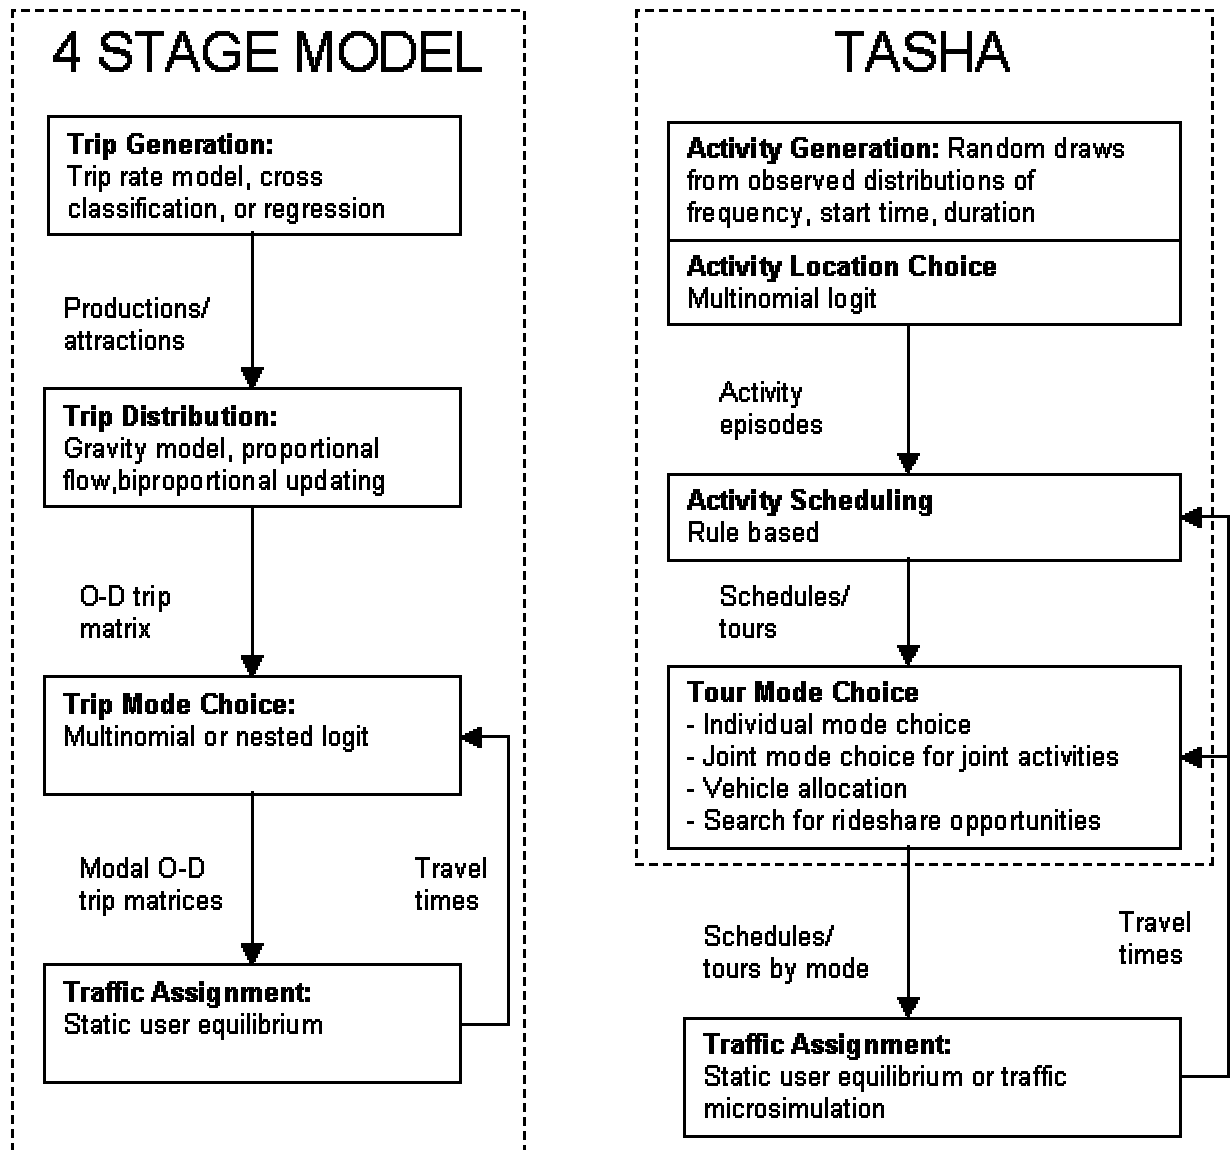 4 STAGE MODEL
Trip Generation:
Trip rate model, cross
classification, or regression
Productions/
attractions
Trip Distribution:
Gravity model, proportional
flow,biproportional updating
O-D trip
matrix
Trip Mode Choice:
Multinomial or nested logit
Modal O-D
trip matrices
Travel
times
Traffic Assignment:
Static user equilibrium
TASHA
Activity Generation: Random draws
from observed distributions of
frequency, start time, duration
Activity Location Choice
Multinomial logit
Activity
episodes
Activity Scheduling
Rule based
Schedules/
tours
Tour Mode Choice
- Individual mode choice
- Joint mode choice for joint activities
- Vehicle allocation
- Search for rideshare opportunities
Schedules/
tours by mode
Travel
times
Traffic Assignment:
Static user equilibrium or traffic
microsimulation